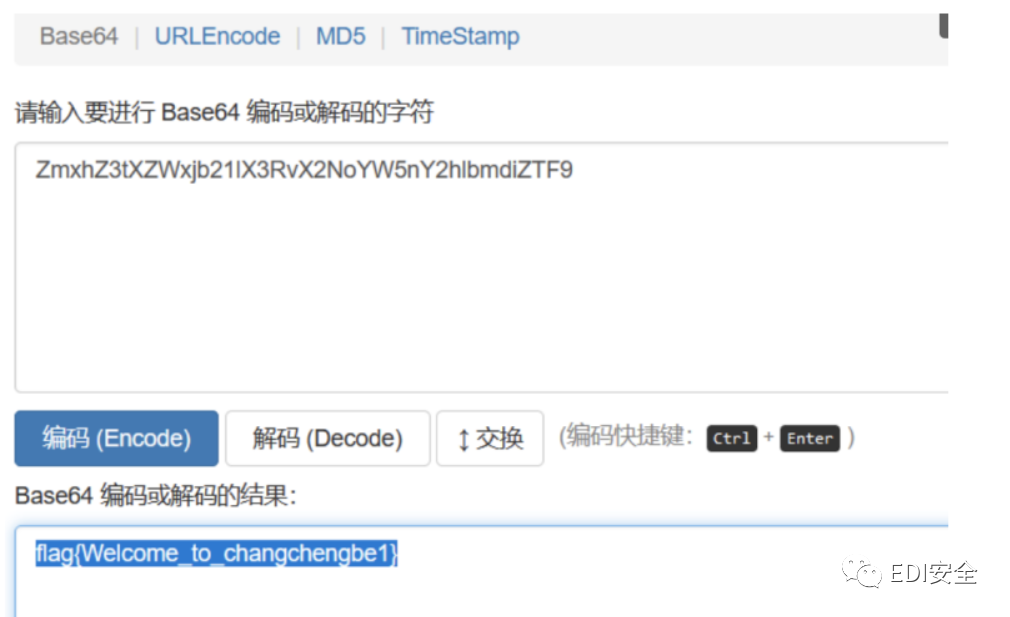 Base64 | URLEncode | MD5 | TimeStamp
请输入要进行 Base64 编码或解码的字符
ZmxhZ3tXZWxjb21lX3RvX2NoYW5nY2hlbmdiZTF9
编码 (Encode) 解码 (Decode) ↕交换 (编码快捷键: Ctrl + Enter )
Base64 编码或解码的结果:
flag{Welcome_to_changchengbe1}
EDI安全